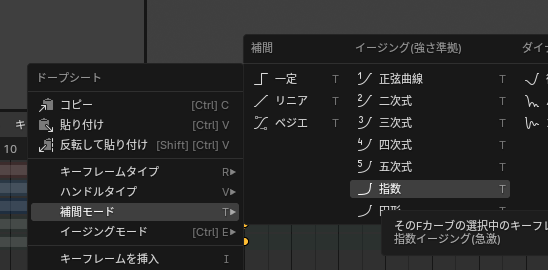 補間
イージング(強さ準拠)
ダイナ
ドープシート
一定 T
正弦曲線 T
リニア T
二次式 T
ベジエ T
三次式 T
四次式 T
五次式 T
指数 T
円形
コピー [Ctrl] C
貼り付け [Ctrl] V
反転して貼り付け [Shift] [Ctrl] V
キーフレームタイプ R
ハンドルタイプ V
補間モード T
イージングモード [Ctrl] E
キーフレームを挿入 I
キ
10
そのFカーブの選択中のキーフレ
指数イージング(急激)